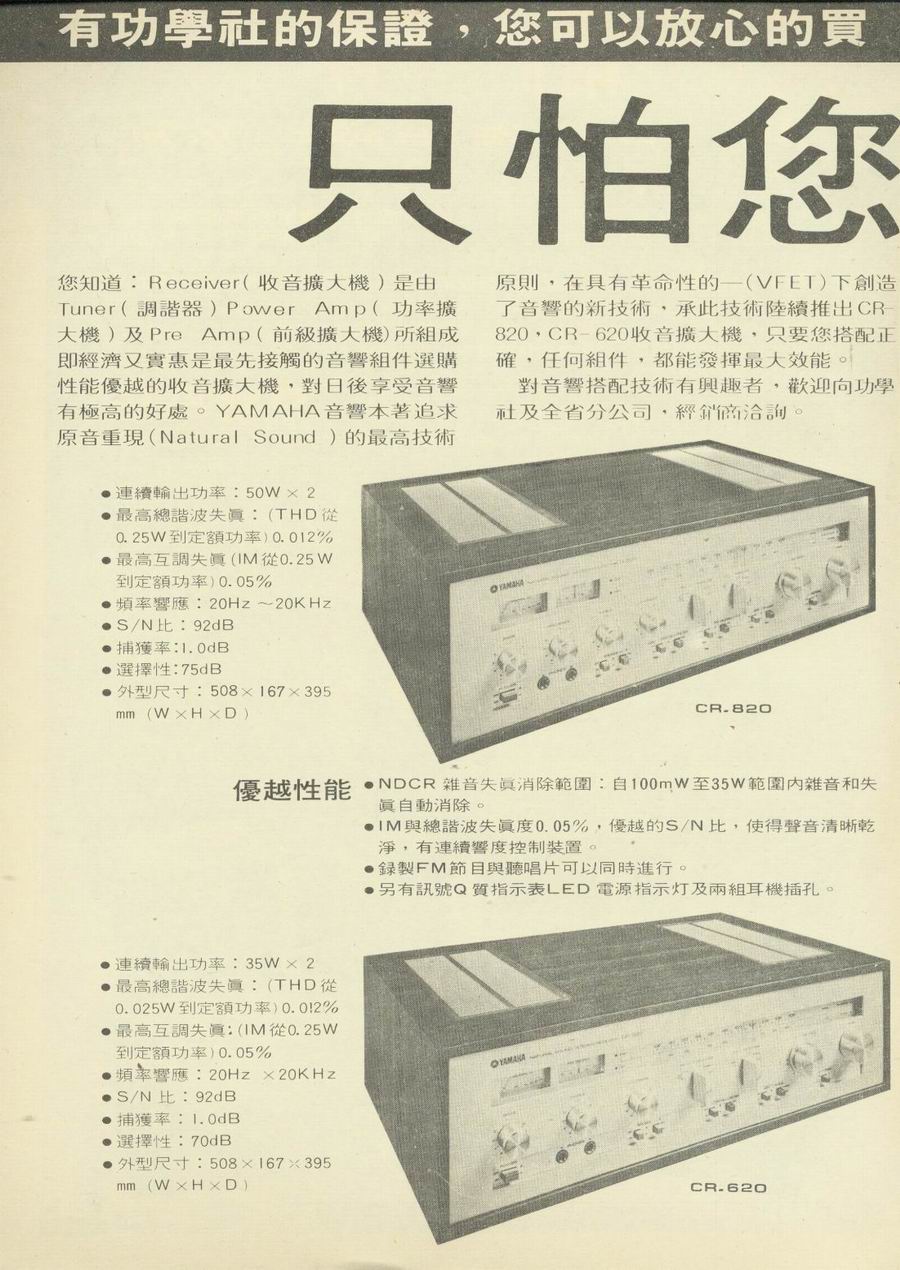 有功學社的保證，您可以放心的買
只怕您
您知道：Receiver(收音擴大機)是由
Tuner(調諧器)Power Amp(功率擴
大機)及Pre Amp(前級擴大機)所組成
即經濟又實惠是最先接觸的音響組件選購
性能優越的收音擴大機，對日後享受音響
有極高的好處。YAMAHA音響本著追求
原音重現(Natural Sound)的最高技術
原則，在具有革命性的—(VFET)下創造
了音響的新技術，承此技術陸續推出CR-
820，CR-620收音擴大機，只要您搭配正
確，任何組件，都能發揮最大效能。
對音響搭配技術有興趣者，歡迎向功學
社及全省分公司，經銷商洽詢。
●連續輸出功率：50W×2
●最高總諧波失眞：(THD從
0.25W到定額功率)0.012%
●最高互調失眞(IM從0.25W
到定額功率)0.05%
●頻率響應：20Hz～20KHz
●S/N比：92dB
●捕獲率:1.0dB
●選擇性:75dB
●外型尺寸：508×167×395
mm (W×H×D)
YAMAHA
CR-820
優越性能
●NDCR雜音失眞消除範圍：自100mW至35W範圍內雜音和失
眞自動消除。
●IM與總諧波失眞度0.05%，優越的S/N比，使得聲音清晰乾
淨，有連續響度控制裝置。
●録製FM節目與聽唱片可以同時進行。
●另有訊號Q質指示表LED電源指示灯及兩組耳機插孔。
●連續輸出功率：35W×2
●最高總諧波失眞：(THD從
0.025W到定額功率)0.012%
●最高互調失眞:(IM從0.25W
到定額功率)0.05%
●頻率響應：20Hz ×20KHz
●S/N比：92dB
●捕獲率：1.0dB
●選擇性：70dB
●外型尺寸：508×167×395
mm (W×H×D)
YAMAHA
CR-620